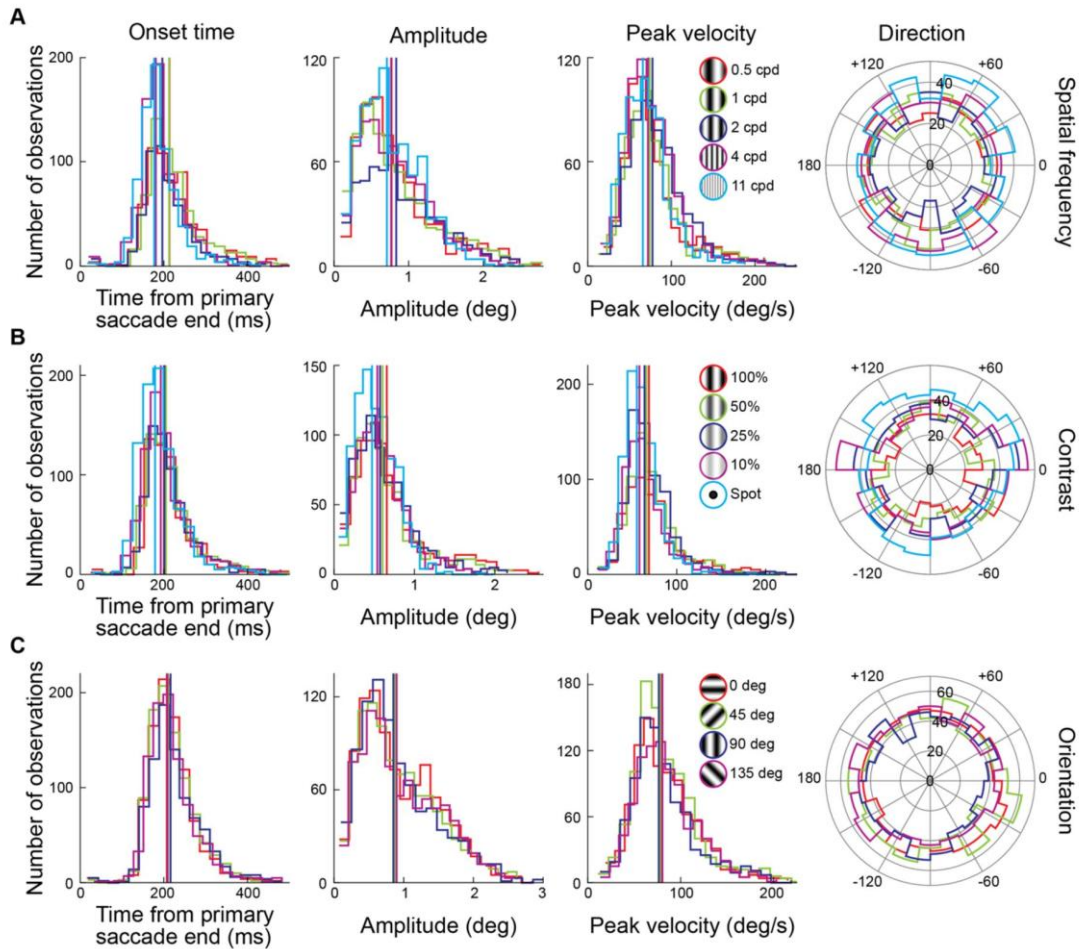 A
Onset time
Amplitude
Peak velocity
Direction
Number of observations
200
100
0
0
200
400
Time from primary
saccade end (ms)
120
60
0
0
1
2
Amplitude (deg)
120
60
0
0
100
200
Peak velocity (deg/s)
0.5 cpd
1 cpd
2 cpd
4 cpd
11 cpd
+120
+60
40
20
180
0
0
-120
-60
Spatial frequency
B
Number of observations
200
100
0
0
200
400
Time from primary
saccade end (ms)
150
100
50
0
0
1
2
Amplitude (deg)
200
100
0
0
100
200
Peak velocity (deg/s)
100%
50%
25%
10%
Spot
+120
+60
40
20
180
0
0
-120
-60
Contrast
C
Number of observations
200
100
0
0
200
400
Time from primary
saccade end (ms)
120
60
0
0
1
2
3
Amplitude (deg)
180
120
60
0
0
100
200
Peak velocity (deg/s)
0 deg
45 deg
90 deg
135 deg
+120
+60
60
40
20
180
0
0
-120
-60
Orientation